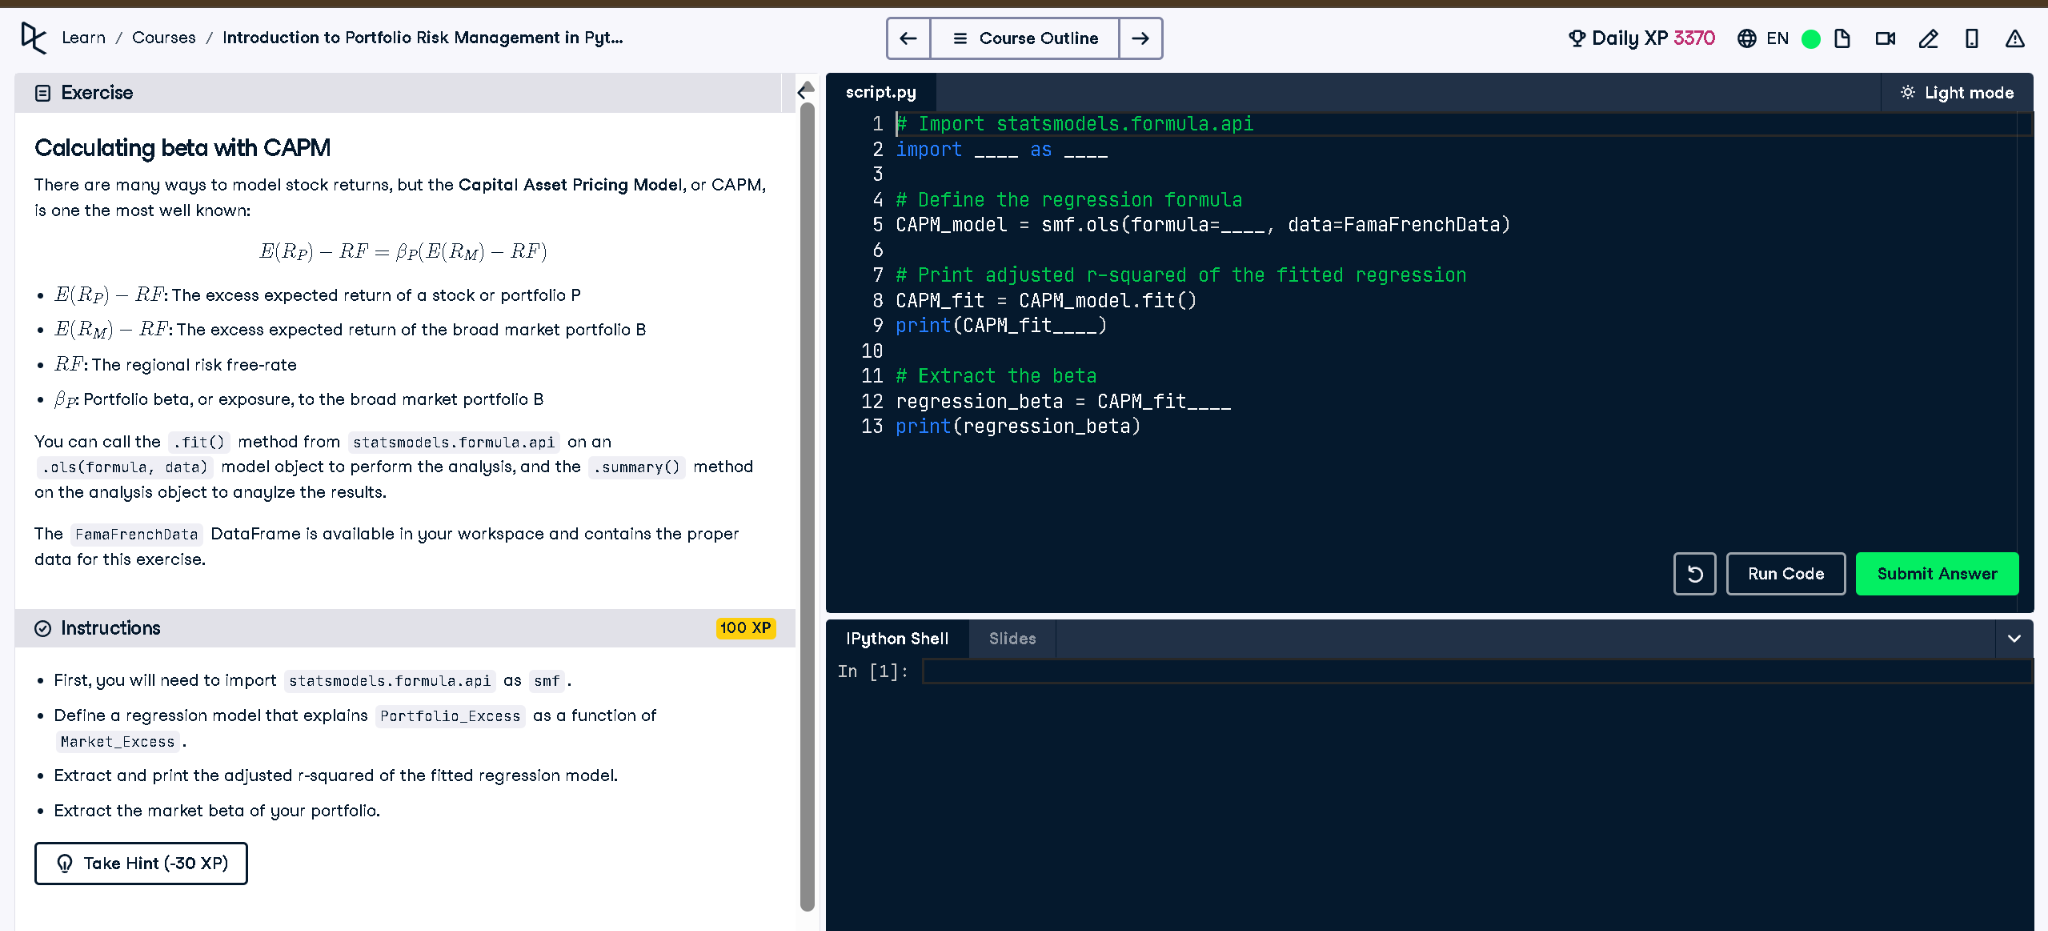 Learn / Courses / Introduction to Portfolio Risk Management in Pyt...
Course Outline
Daily XP 3370
EN
Exercise
Calculating beta with CAPM
There are many ways to model stock returns, but the Capital Asset Pricing Model, or CAPM,
is one the most well known:
E(R_P) − RF = β_P(E(R_M) − RF)
• E(R_P) − RF: The excess expected return of a stock or portfolio P
• E(R_M) − RF: The excess expected return of the broad market portfolio B
• RF: The regional risk free-rate
• β_P: Portfolio beta, or exposure, to the broad market portfolio B
You can call the .fit() method from statsmodels.formula.api on an
.ols(formula, data) model object to perform the analysis, and the .summary() method
on the analysis object to anaylze the results.
The FamaFrenchData DataFrame is available in your workspace and contains the proper
data for this exercise.
Instructions
100 XP
• First, you will need to import statsmodels.formula.api as smf.
• Define a regression model that explains Portfolio_Excess as a function of
Market_Excess.
• Extract and print the adjusted r-squared of the fitted regression model.
• Extract the market beta of your portfolio.
Take Hint (-30 XP)
script.py
Light mode
1 # Import statsmodels.formula.api
2 import ____ as ____
3
4 # Define the regression formula
5 CAPM_model = smf.ols(formula=____, data=FamaFrenchData)
6
7 # Print adjusted r-squared of the fitted regression
8 CAPM_fit = CAPM_model.fit()
9 print(CAPM_fit____)
10
11 # Extract the beta
12 regression_beta = CAPM_fit____
13 print(regression_beta)
Run Code
Submit Answer
IPython Shell
Slides
In [1]: